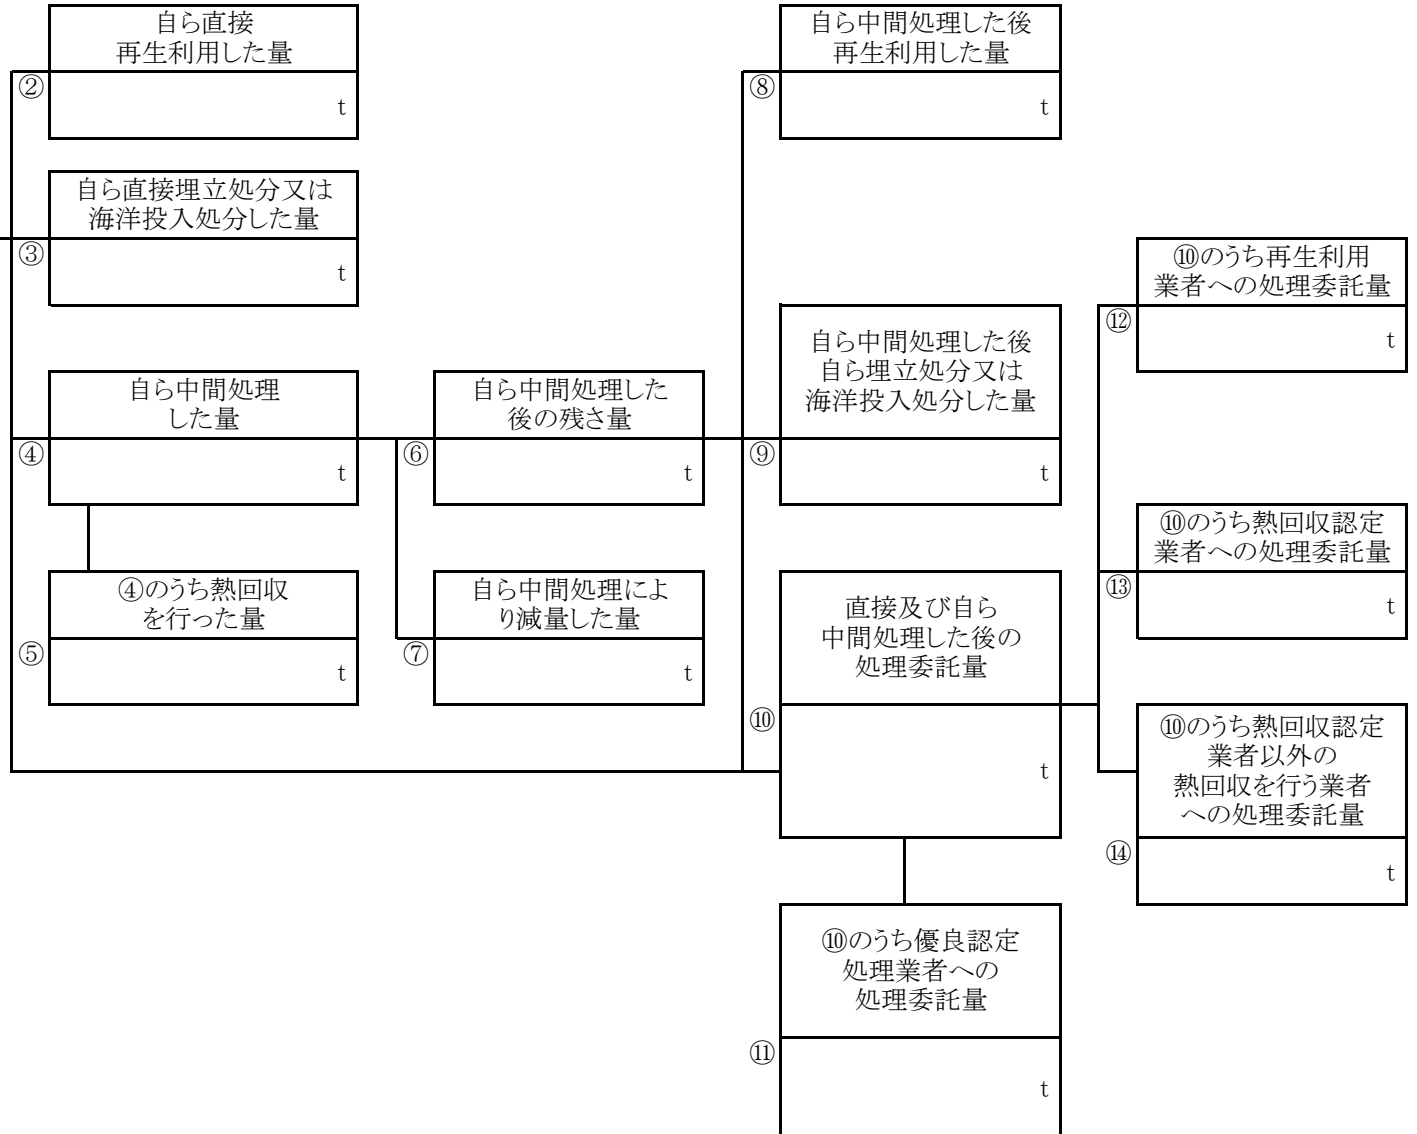 自ら直接
再生利用した量
②
t
自ら直接埋立処分又は
海洋投入処分した量
③
t
自ら中間処理
した量
④
t
④のうち熱回収
を行った量
⑤
t
自ら中間処理した
後の残さ量
⑥
t
自ら中間処理によ
り減量した量
⑦
t
自ら中間処理した後
再生利用した量
⑧
t
自ら中間処理した後
自ら埋立処分又は
海洋投入処分した量
⑨
t
直接及び自ら
中間処理した後の
処理委託量
⑩
t
⑩のうち優良認定
処理業者への
処理委託量
⑪
t
⑩のうち再生利用
業者への処理委託量
⑫
t
⑩のうち熱回収認定
業者への処理委託量
⑬
t
⑩のうち熱回収認定
業者以外の
熱回収を行う業者
への処理委託量
⑭
t